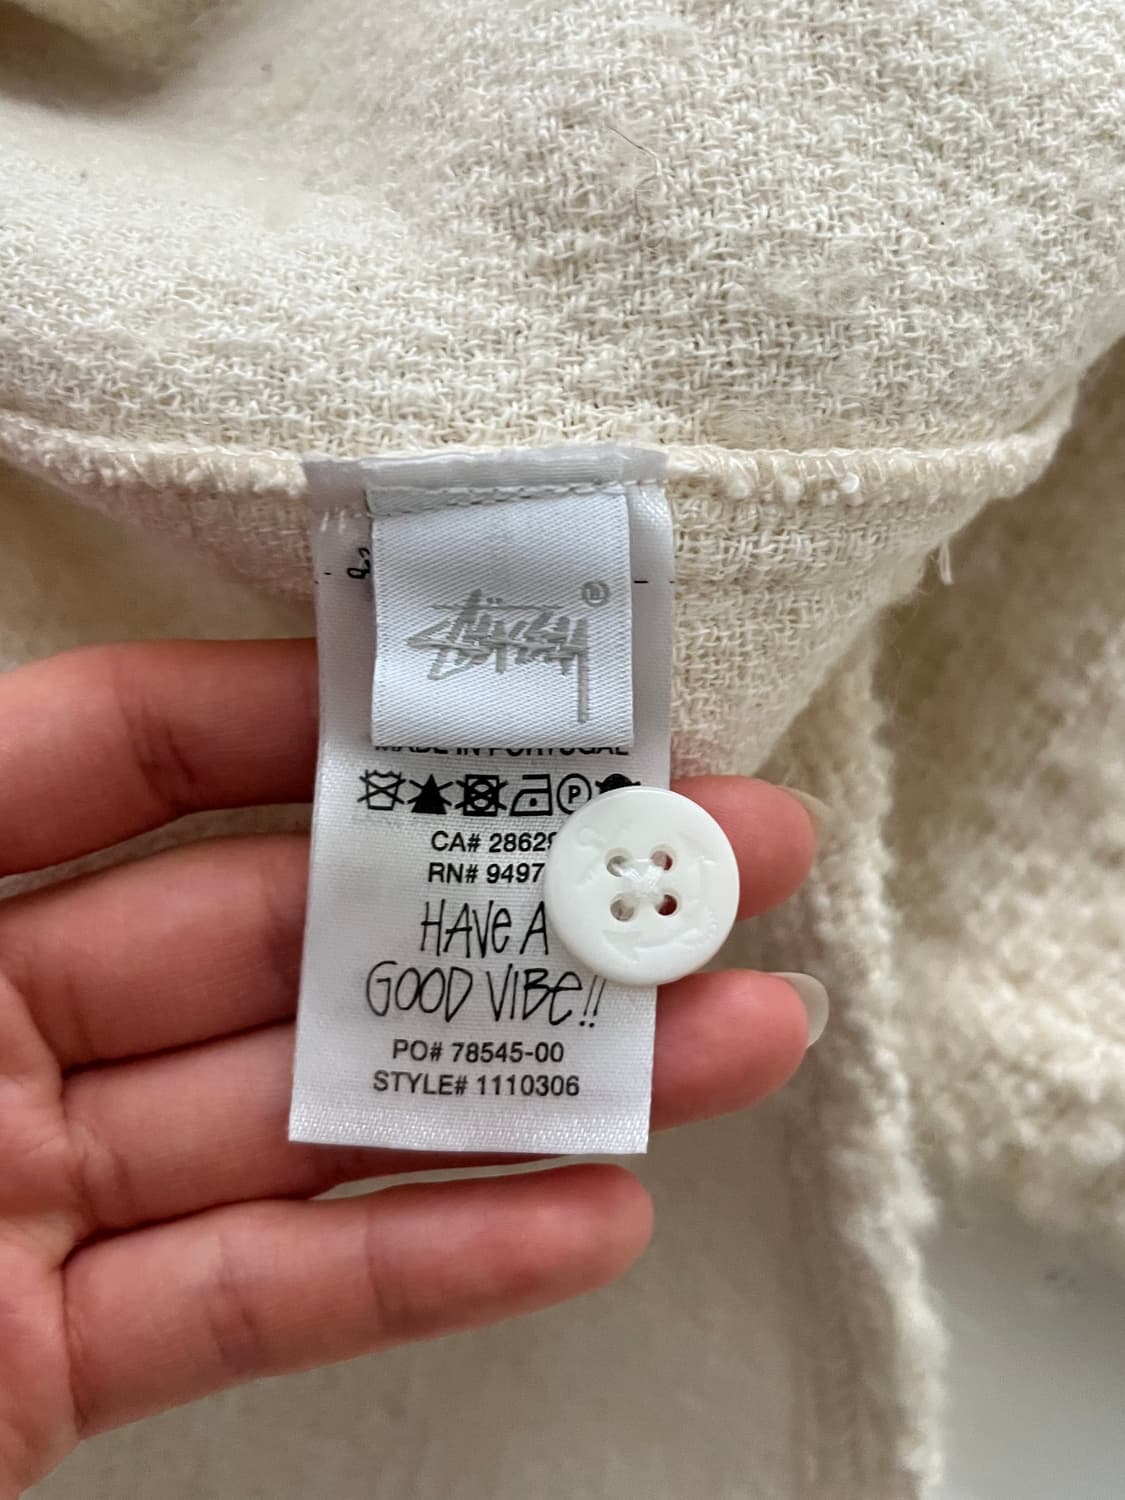 Stüssy ®
MADE IN PORTUGAL
CA# 2862
RN# 9497
HAVE A
GOOD VIBE!!
PO# 78545-00
STYLE# 1110306